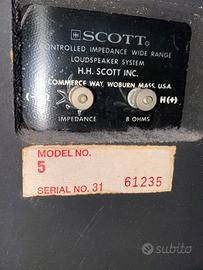 H SCOTT®
CONTROLLED IMPEDANCE WIDE RANGE
LOUDSPEAKER SYSTEM
H.H. SCOTT INC.
COMMERCE WAY, WOBURN, MASS. U.S.A.
(-) H(+)
IMPEDANCE 8 OHMS
MODEL NO.
5
SERIAL NO. 31 61235
subito